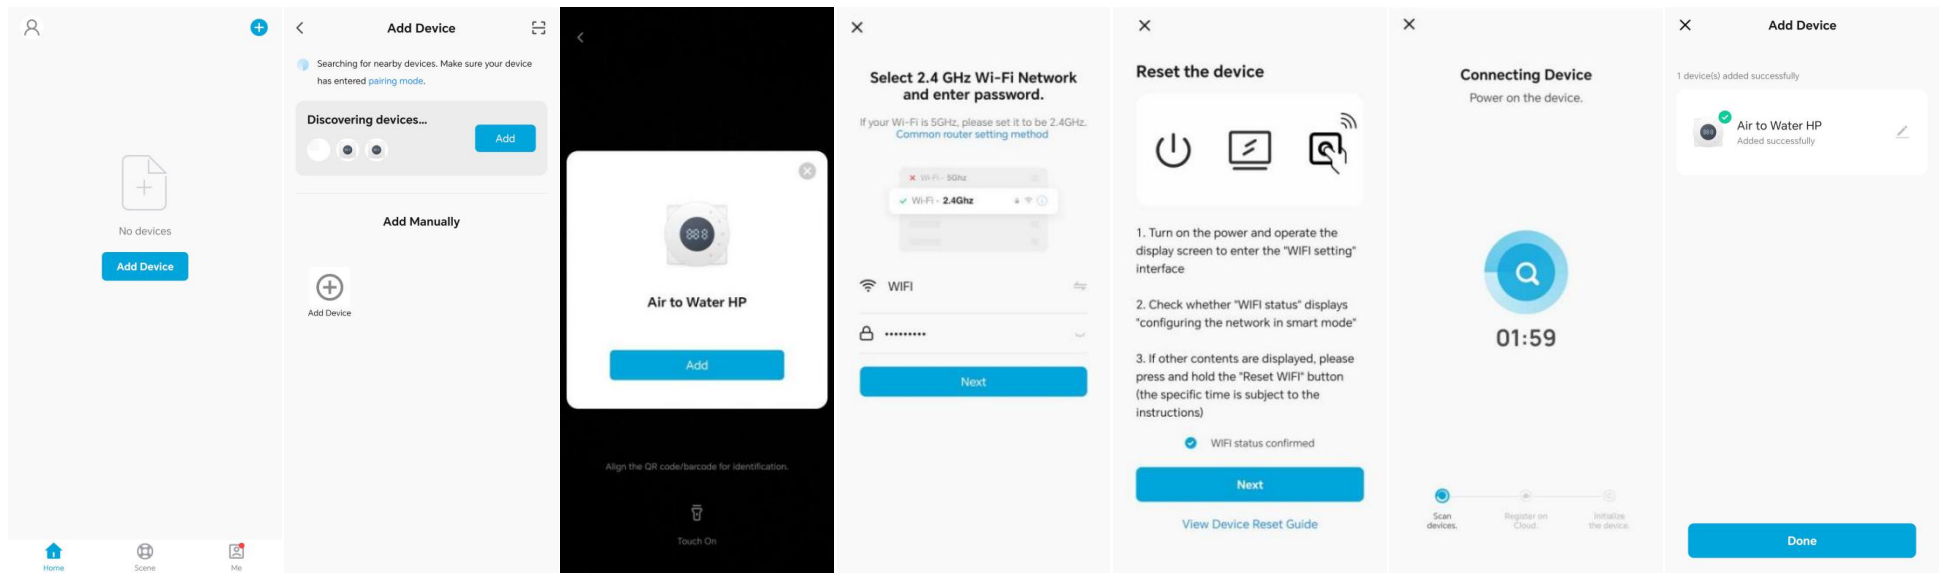 No devices
Add Device
Home
Scene
Me
Add Device
Searching for nearby devices. Make sure your device
has entered pairing mode.
Discovering devices...
Add
Add Manually
Add Device
Air to Water HP
Add
Align the QR code/barcode for identification.
Touch On
Select 2.4 GHz Wi-Fi Network
and enter password.
If your Wi-Fi is 5GHz, please set it to be 2.4GHz.
Common router setting method
Wi-Fi - 5Ghz
Wi-Fi - 2.4Ghz
WIFI
Next
Reset the device
1. Turn on the power and operate the
display screen to enter the "WIFI setting"
interface
2. Check whether "WIFI status" displays
"configuring the network in smart mode"
3. If other contents are displayed, please
press and hold the "Reset WIFI" button
(the specific time is subject to the
instructions)
WIFI status confirmed
Next
View Device Reset Guide
Connecting Device
Power on the device.
01:59
Scan
devices.
Register on
Cloud.
Initialize
the device.
Add Device
1 device(s) added successfully
Air to Water HP
Added successfully
Done